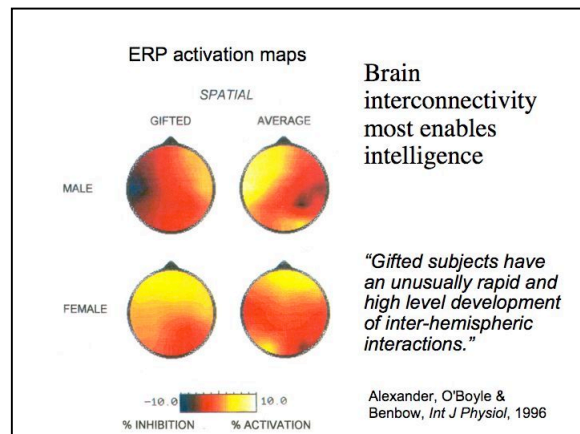 ERP activation maps
SPATIAL
GIFTED AVERAGE
MALE
FEMALE
-10.0 10.0
% INHIBITION % ACTIVATION
Brain
interconnectivity
most enables
intelligence
“Gifted subjects have
an unusually rapid and
high level development
of inter-hemispheric
interactions.”
Alexander, O'Boyle &
Benbow, Int J Physiol, 1996